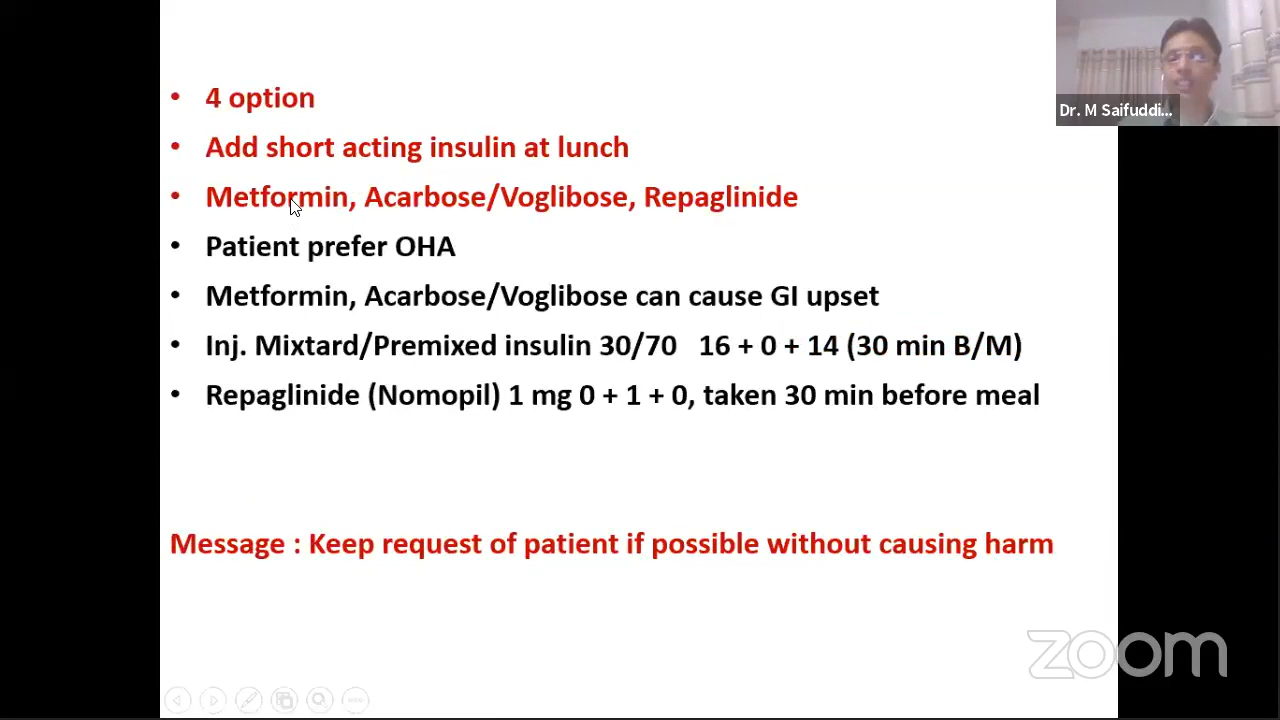 Dr. M Saifuddi...
• 4 option
• Add short acting insulin at lunch
• Metformin, Acarbose/Voglibose, Repaglinide
• Patient prefer OHA
• Metformin, Acarbose/Voglibose can cause GI upset
• Inj. Mixtard/Premixed insulin 30/70 16 + 0 + 14 (30 min B/M)
• Repaglinide (Nomopil) 1 mg 0 + 1 + 0, taken 30 min before meal
Message : Keep request of patient if possible without causing harm
zoom